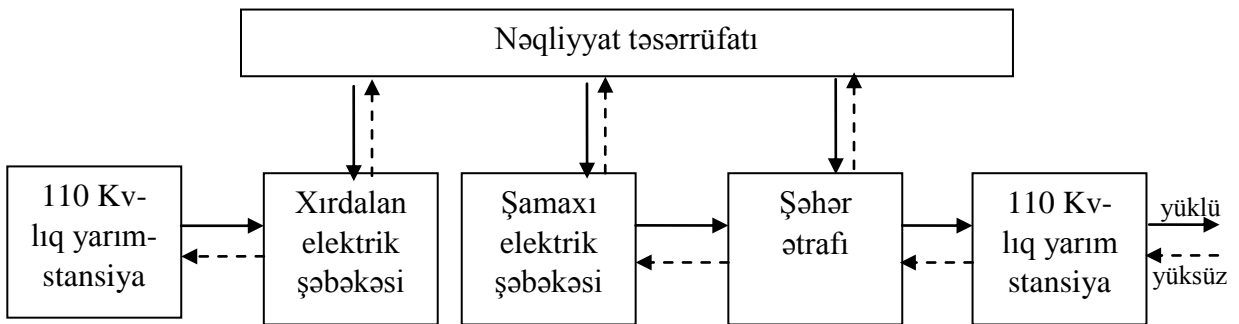 Nəqliyyat təsərrüfatı
110 Kv-
lıq yarım-
stansiya
Xırdalan
elektrik
şəbəkəsi
Şamaxı
elektrik
şəbəkəsi
Şəhər
ətrafı
110 Kv-
lıq yarım
stansiya
yüklü
yüksüz